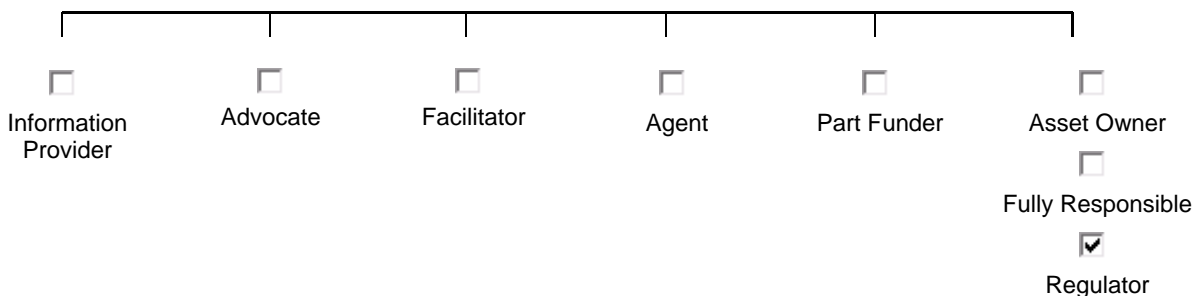 Information
Provider
Advocate
Facilitator
Agent
Part Funder
Asset Owner
Fully Responsible
Regulator